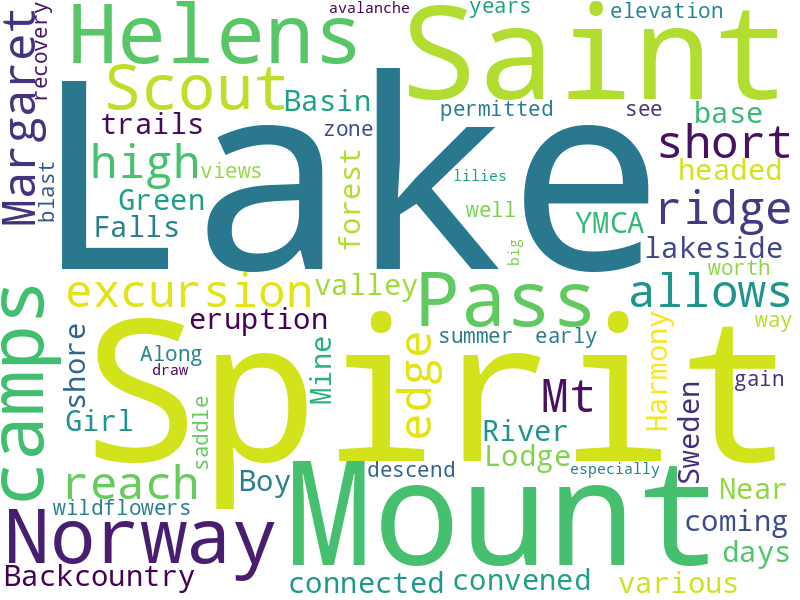 avalanche
years
elevation
recovery
Margaret
Helens
Saint
Scout
Basin
permitted
see
base
trails
zone
short
Lake
high
views
forest
lilies
headed
blast
Green
Falls
well
YMCA
ridge
big
lakeside
worth
camps
excursion
valley
Pass
allows
eruption
way
shore
Along
draw
Mine
summer
early
Harmony
Spirit
edge
Mt
Sweden
gain
saddle
Girl
River
Lodge
reach
Boy
descend
especially
Near
wildflowers
Norway
Mount
coming
days
Backcountry
connected
convened
various